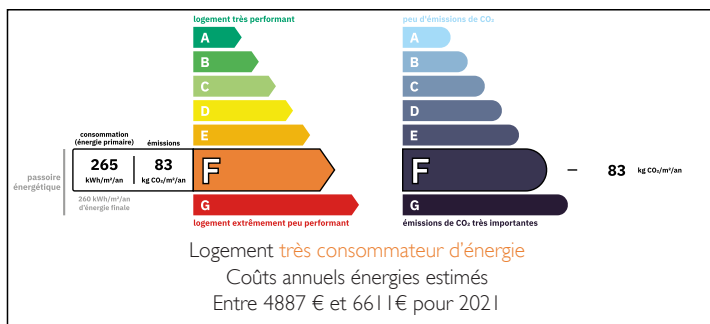 logement très performant
A
B
C
D
E
consommation
(énergie primaire)
émissions
265
kWh/m²/an
83
kg CO₂/m²/an
F
passoire
énergétique
260 kWh/m²/an
d'énergie finale
G
logement extrêmement peu performant
peu d'émissions de CO₂
A
B
C
D
E
F
83 kg CO₂/m²/an
G
émissions de CO₂ très importantes
Logement très consommateur d'énergie
Coûts annuels énergies estimés
Entre 4887 € et 6611€ pour 2021